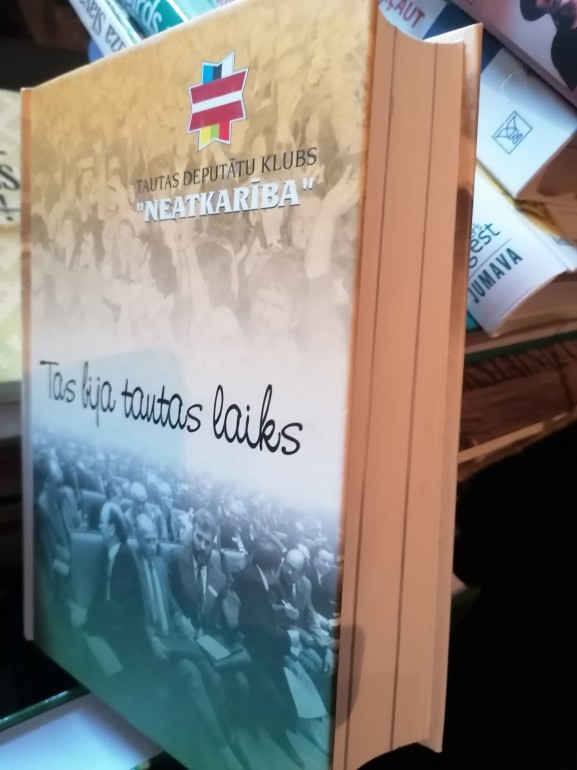 TAUTAS DEPUTĀTU KLUBS
"NEATKARĪBA"
Tas bija tautas laiks
JUMAVA